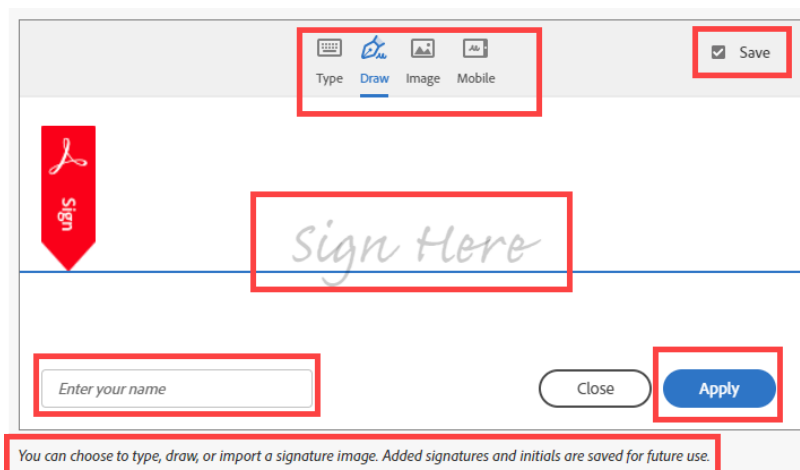 Type Draw Image Mobile
Save
Sign
Sign Here
Enter your name
Close
Apply
You can choose to type, draw, or import a signature image. Added signatures and initials are saved for future use.